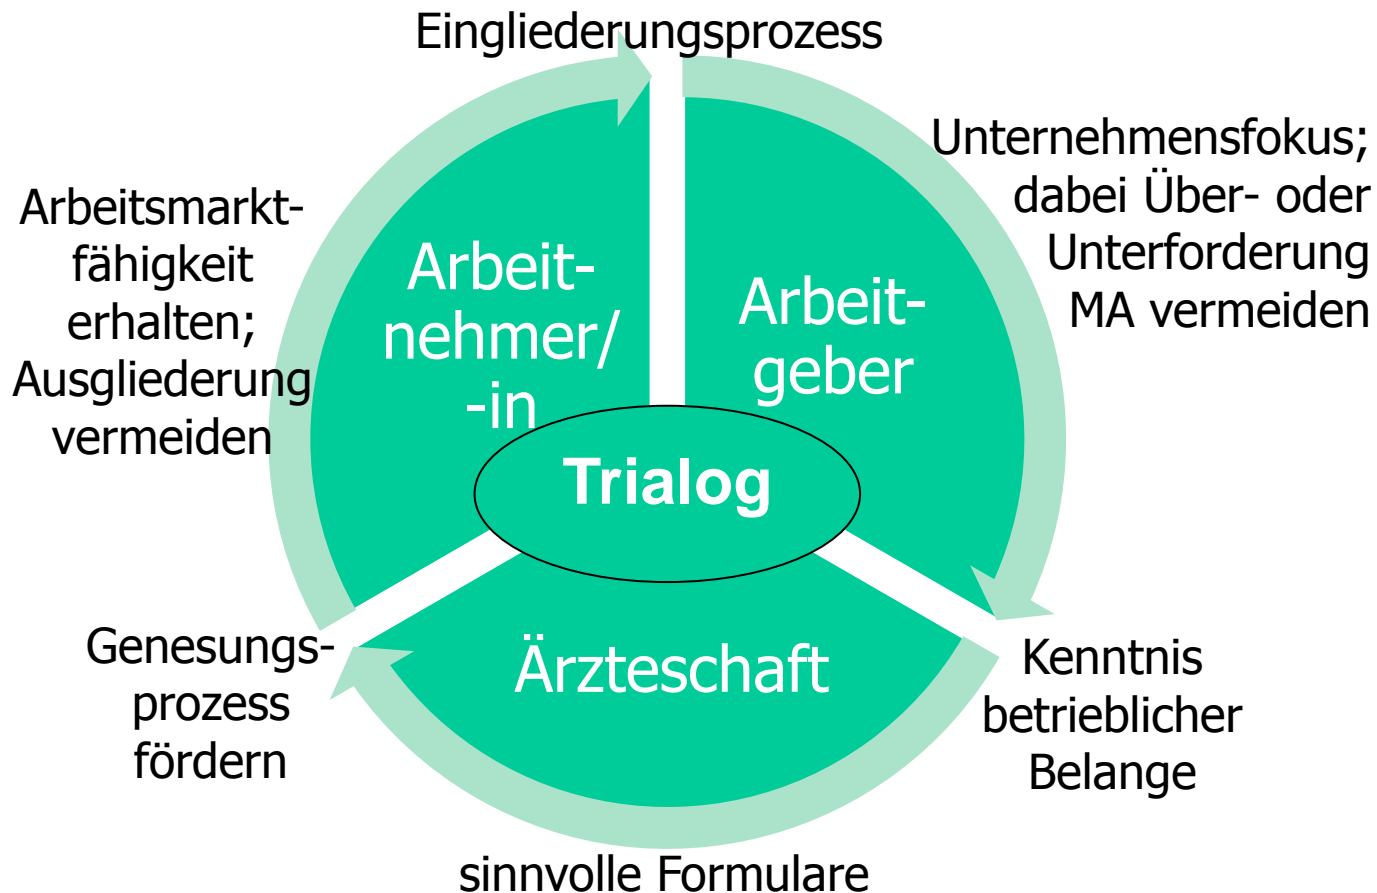 Eingliederungsprozess
Unternehmensfokus;
dabei Über- oder
Unterforderung
MA vermeiden
Arbeitsmarkt-
fähigkeit
erhalten;
Ausgliederung
vermeiden
Arbeit-
nehmer/
-in
Arbeit-
geber
Trialog
Ärzteschaft
Genesungs-
prozess
fördern
Kenntnis
betrieblicher
Belange
sinnvolle Formulare